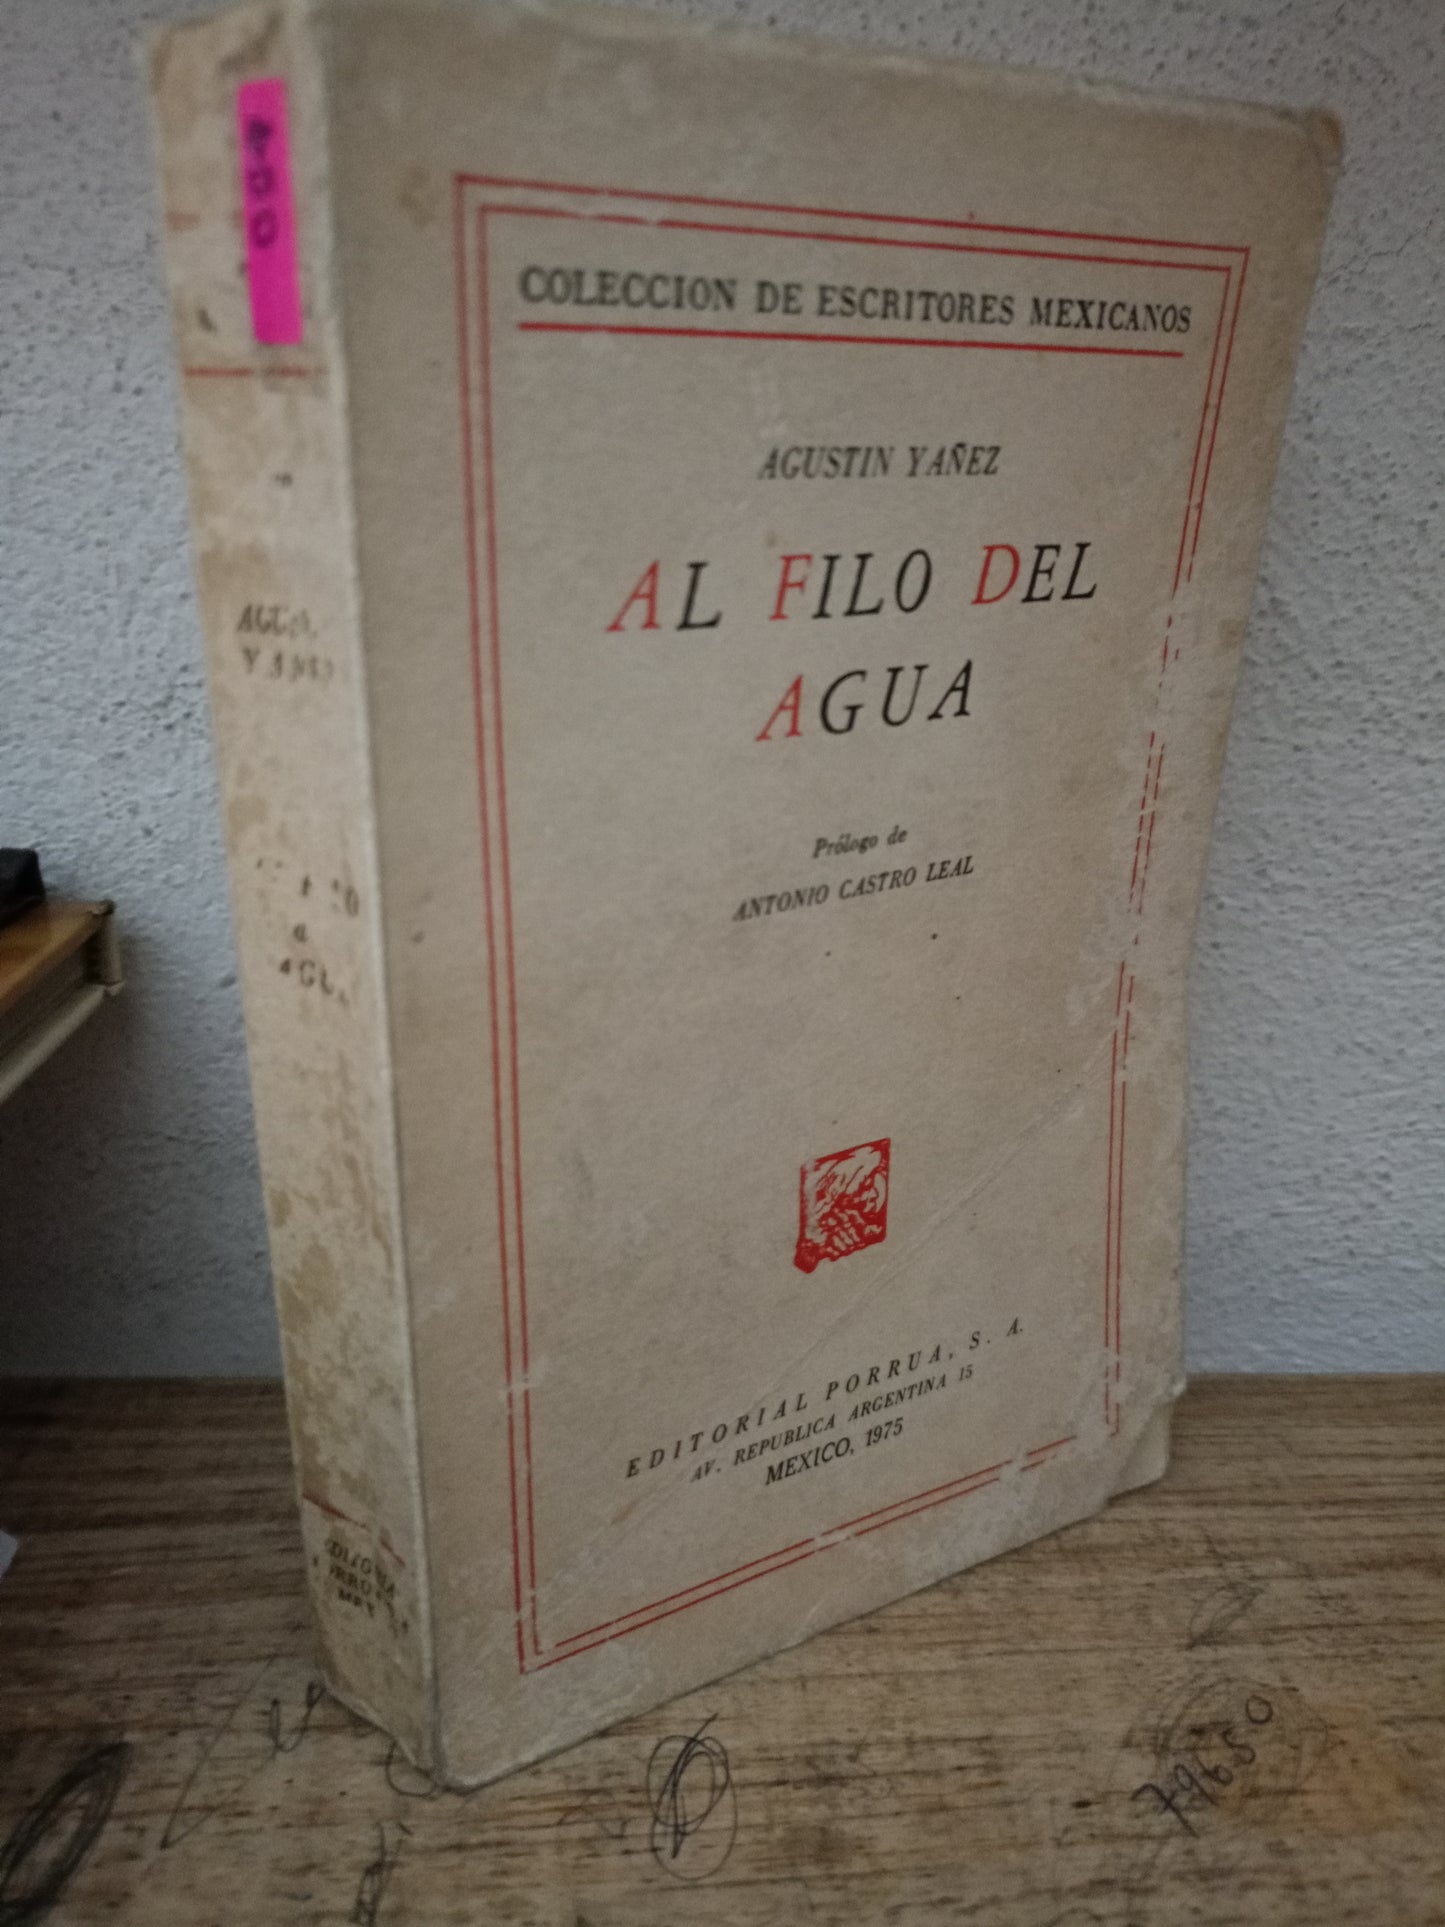 COLECCION DE ESCRITORES MEXICANOS
AGUSTIN YAÑEZ
AL FILO DEL
AGUA
Prólogo de
ANTONIO CASTRO LEAL
EDITORIAL PORRUA, S. A.
AV. REPUBLICA ARGENTINA 15
MEXICO, 1975
79650